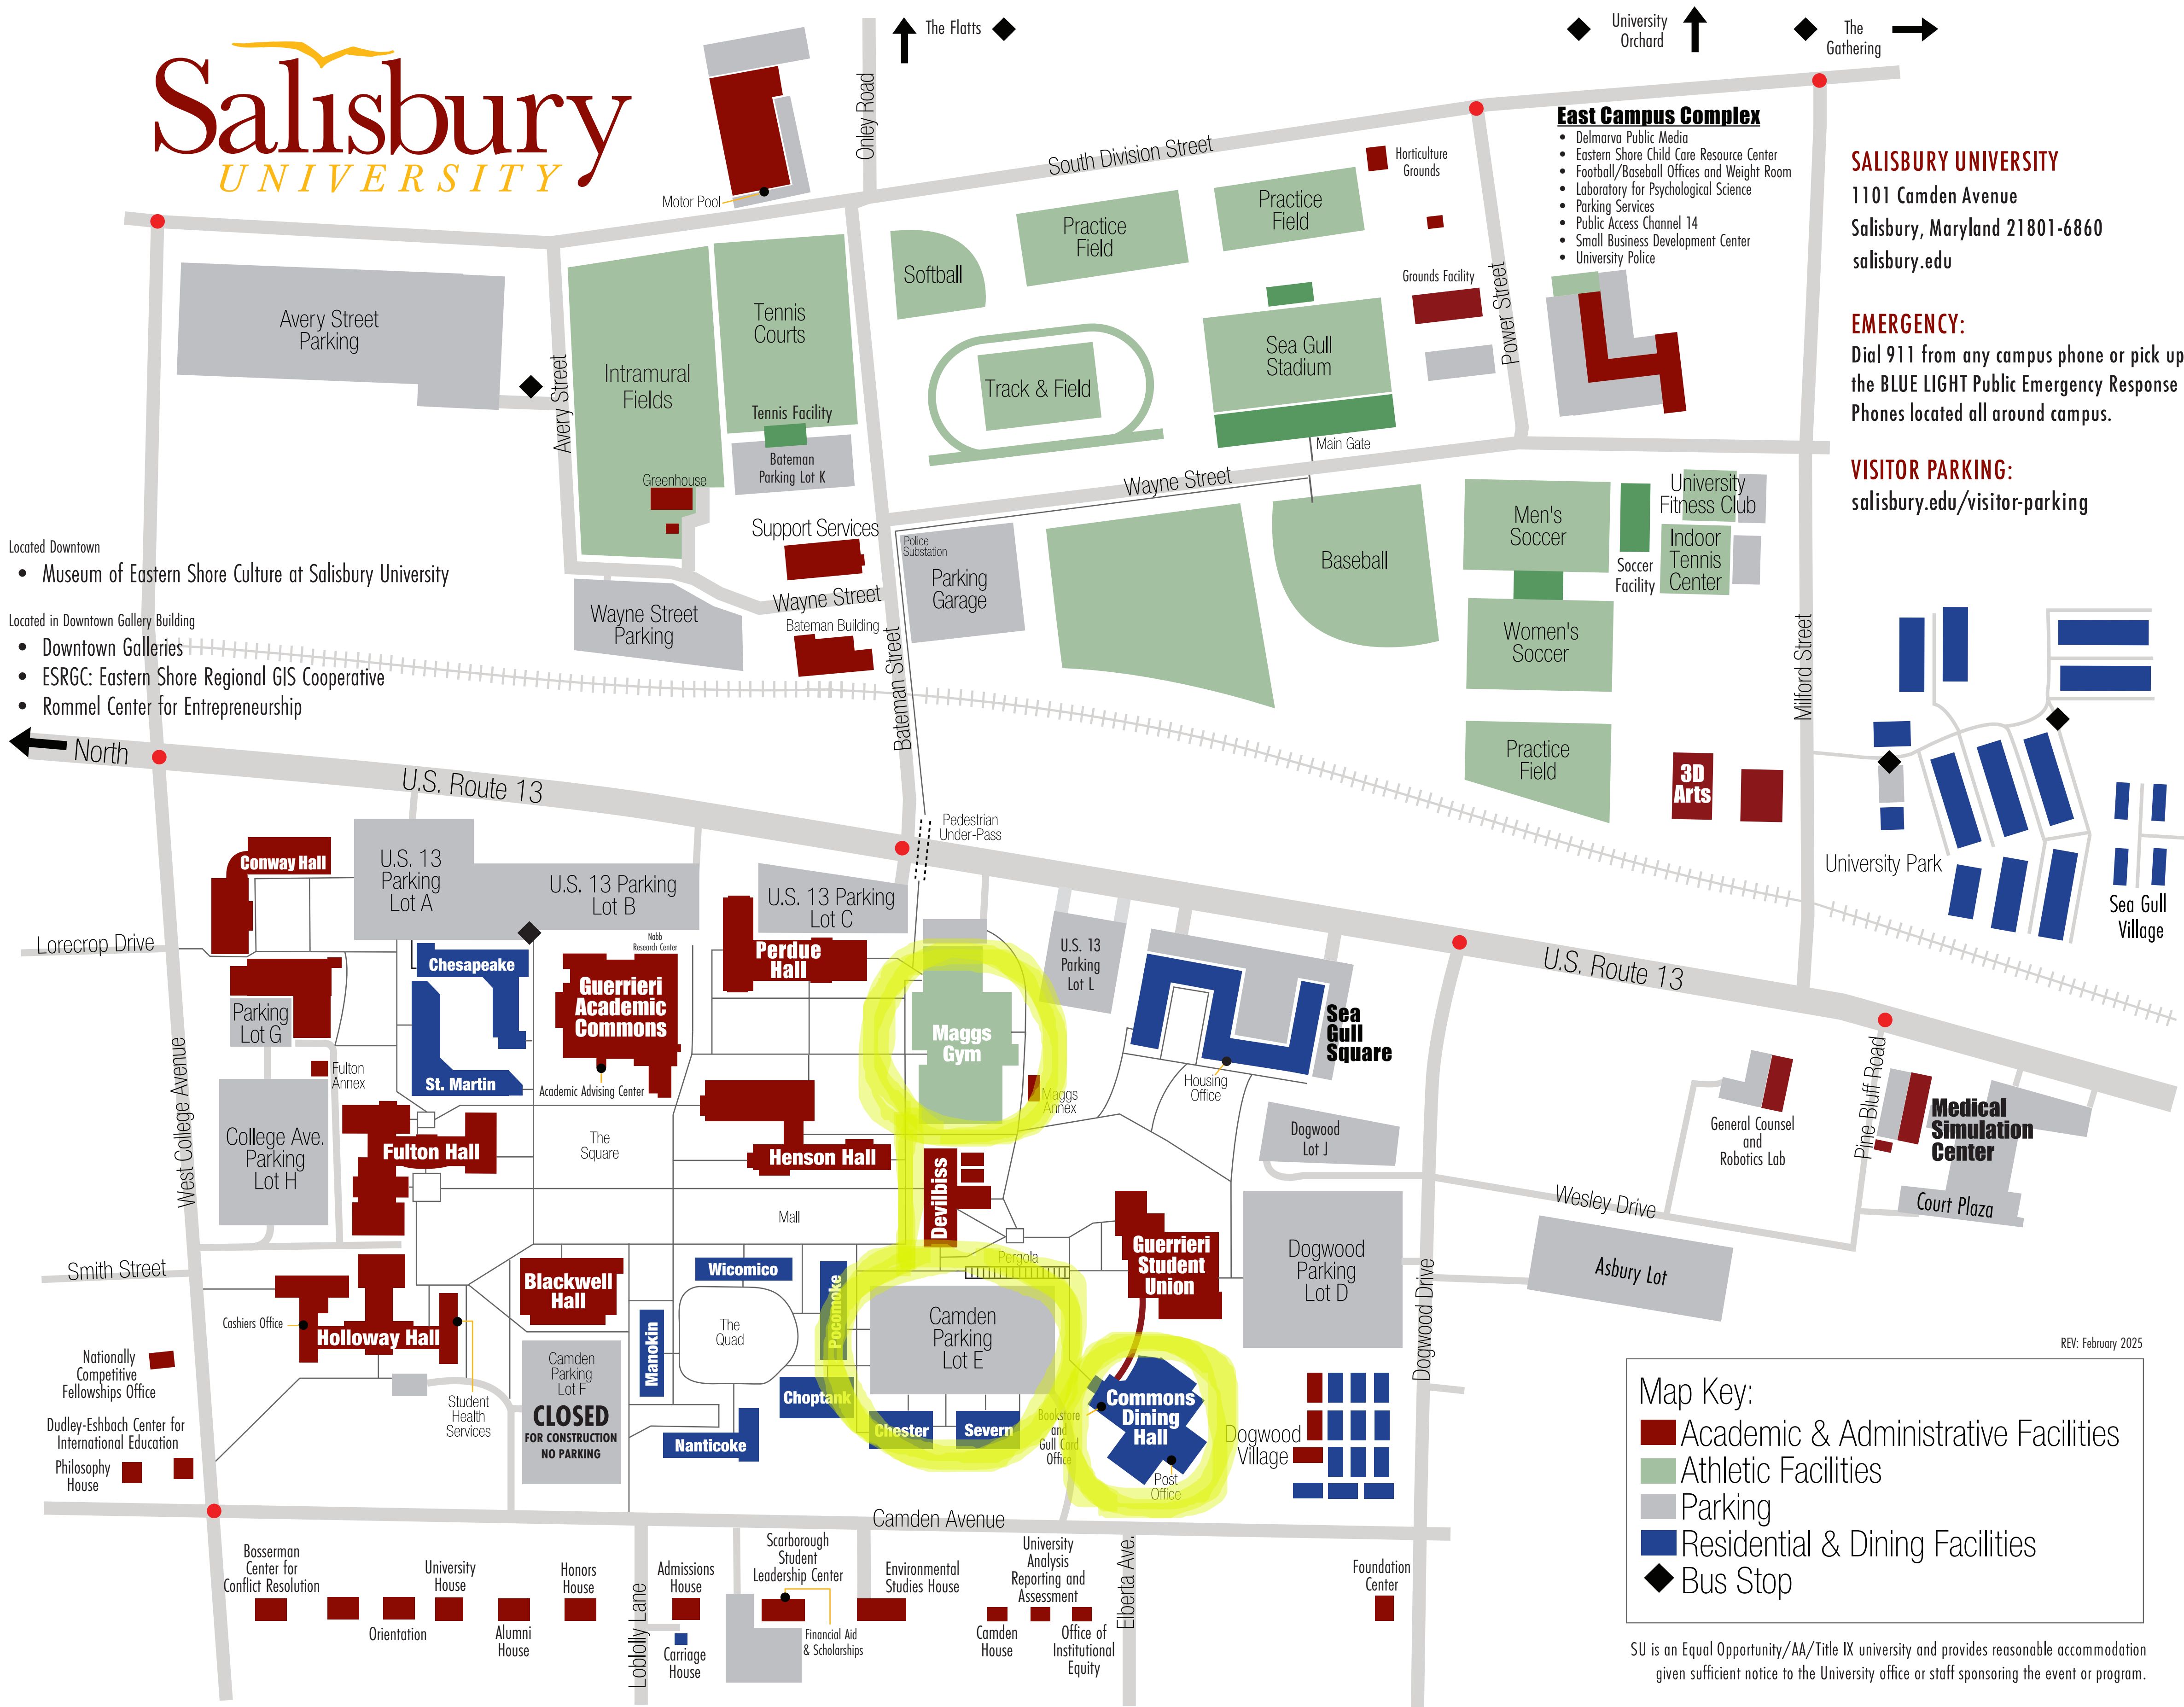 The Flatts
University
Orchard
The
Gathering
Salisbury
UNIVERSITY
Onley Road
South Division Street
Motor Pool
Horticulture
Grounds
Practice
Field
Practice
Field
Softball
East Campus Complex
• Delmarva Public Media
• Eastern Shore Child Care Resource Center
• Football/Baseball Offices and Weight Room
• Laboratory for Psychological Science
• Parking Services
• Public Access Channel 14
• Small Business Development Center
• University Police
SALISBURY UNIVERSITY
1101 Camden Avenue
Salisbury, Maryland 21801-6860
salisbury.edu
EMERGENCY:
Dial 911 from any campus phone or pick up
the BLUE LIGHT Public Emergency Response
Phones located all around campus.
VISITOR PARKING:
salisbury.edu/visitor-parking
Avery Street
Parking
Avery Street
Intramural
Fields
Tennis
Courts
Tennis Facility
Bateman
Parking Lot K
Greenhouse
Track & Field
Sea Gull
Stadium
Grounds Facility
Power Street
Main Gate
Wayne Street
Support Services
Police
Substation
Parking
Garage
Baseball
Men's
Soccer
Soccer
Facility
University
Fitness Club
Indoor
Tennis
Center
Women's
Soccer
Practice
Field
3D
Arts
Milford Street
Located Downtown
• Museum of Eastern Shore Culture at Salisbury University
Located in Downtown Gallery Building
• Downtown Galleries
• ESRGC: Eastern Shore Regional GIS Cooperative
• Rommel Center for Entrepreneurship
Wayne Street
Parking
Wayne Street
Bateman Building
Bateman Street
North
U.S. Route 13
Pedestrian
Under-Pass
University Park
Sea Gull
Village
Conway Hall
U.S. 13
Parking
Lot A
U.S. 13 Parking
Lot B
U.S. 13 Parking
Lot C
Lorecrop Drive
Chesapeake
Nabb
Research Center
Guerrieri
Academic
Commons
Perdue
Hall
U.S. 13
Parking
Lot L
U.S. Route 13
Parking
Lot G
Fulton
Annex
St. Martin
Academic Advising Center
Maggs
Gym
Maggs
Annex
Sea
Gull
Square
Housing
Office
West College Avenue
College Ave.
Parking
Lot H
Fulton Hall
The
Square
Henson Hall
Devilbiss
Dogwood
Lot J
General Counsel
and
Robotics Lab
Pine Bluff Road
Medical
Simulation
Center
Court Plaza
Wesley Drive
Mall
Smith Street
Blackwell
Hall
Wicomico
Pocomoke
Pergola
Guerrieri
Student
Union
Dogwood
Parking
Lot D
Dogwood Drive
Asbury Lot
Cashiers Office
Holloway Hall
Manokin
The
Quad
Camden
Parking
Lot E
Nationally
Competitive
Fellowships Office
Student
Health
Services
Camden
Parking
Lot F
CLOSED
FOR CONSTRUCTION
NO PARKING
Choptank
Chester
Severn
Nanticoke
Commons
Dining
Hall
Bookstore
and
Gull Card
Office
Post
Office
Dogwood
Village
Dudley-Eshbach Center for
International Education
Philosophy
House
Camden Avenue
Bosserman
Center for
Conflict Resolution
Orientation
University
House
Alumni
House
Honors
House
Loblolly Lane
Admissions
House
Carriage
House
Scarborough
Student
Leadership Center
Financial Aid
& Scholarships
Environmental
Studies House
University
Analysis
Reporting and
Assessment
Camden
House
Office of
Institutional
Equity
Elberta Ave.
Foundation
Center
REV: February 2025
Map Key:
Academic & Administrative Facilities
Athletic Facilities
Parking
Residential & Dining Facilities
Bus Stop
SU is an Equal Opportunity/AA/Title IX university and provides reasonable accommodation
given sufficient notice to the University office or staff sponsoring the event or program.